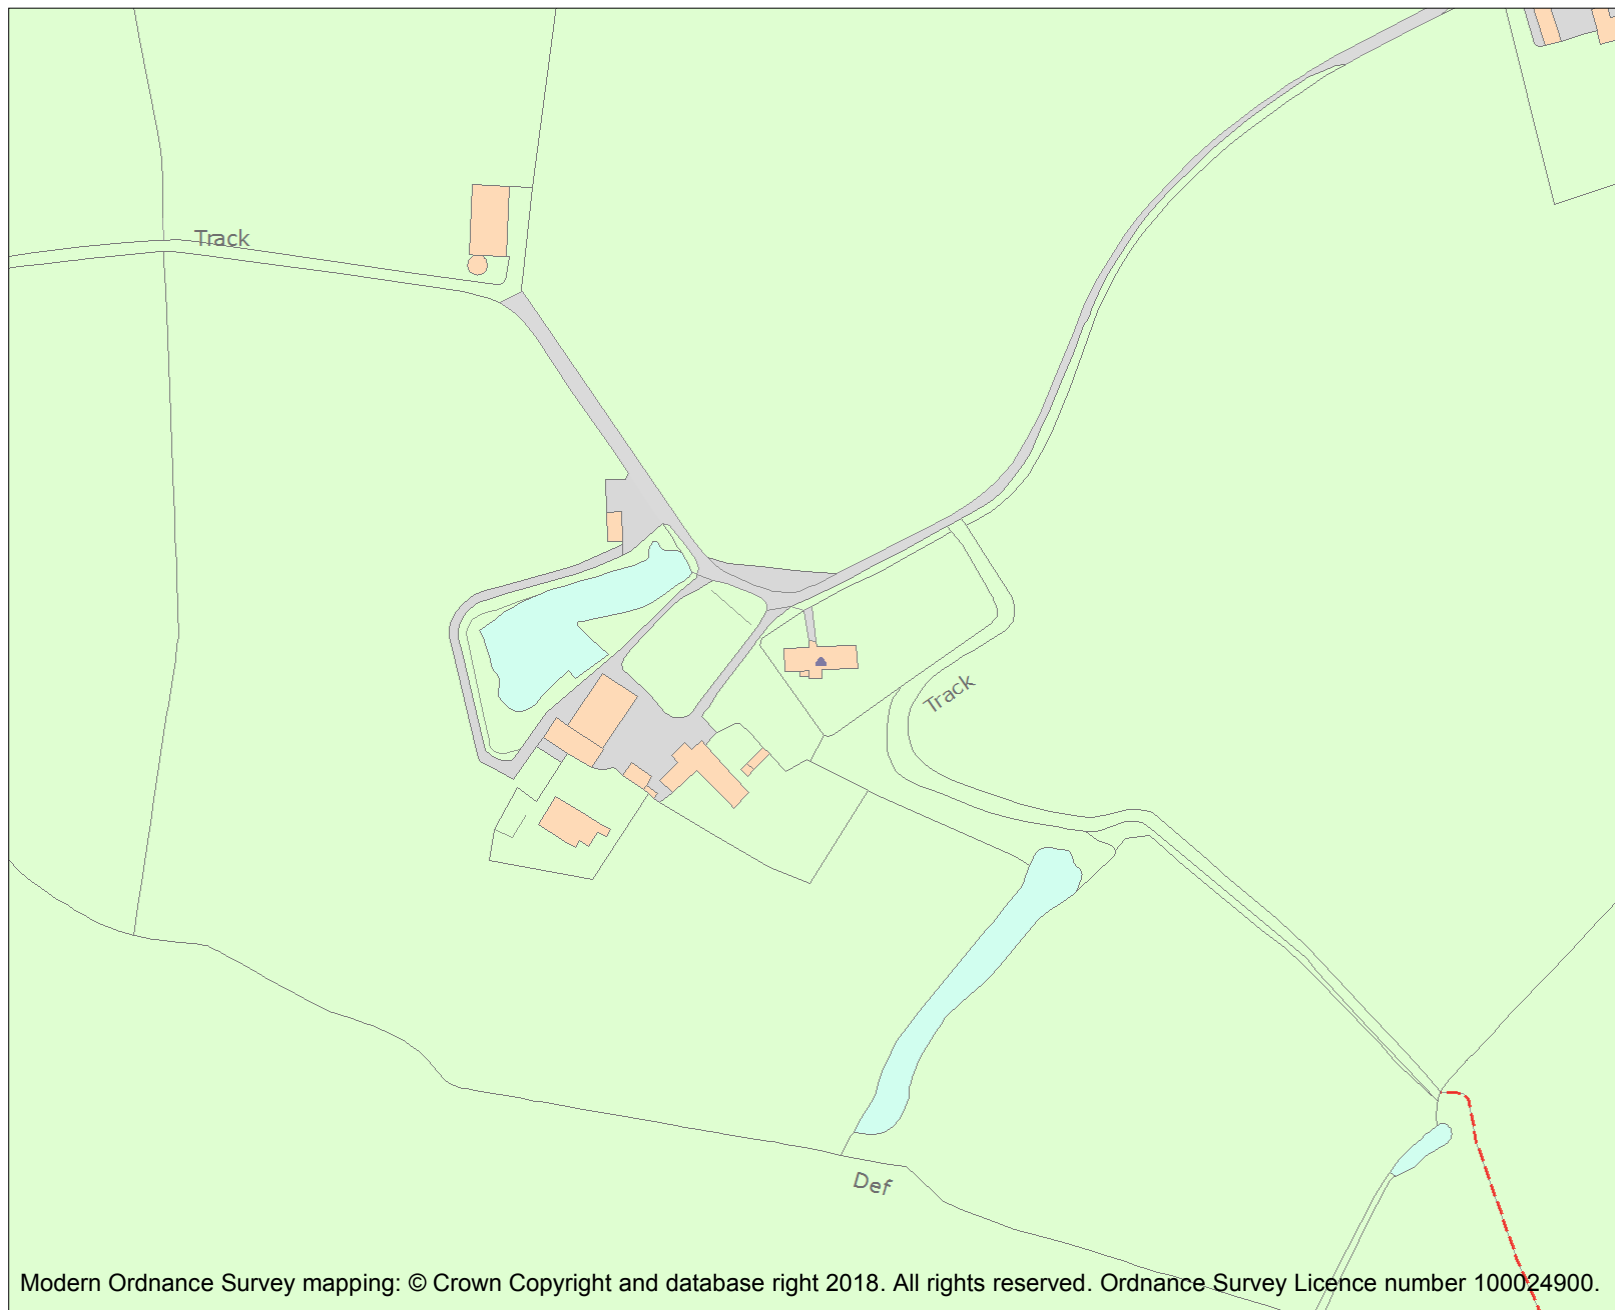 Track
Track
Def
Modern Ordnance Survey mapping: © Crown Copyright and database right 2018. All rights reserved. Ordnance Survey Licence number 100024900.